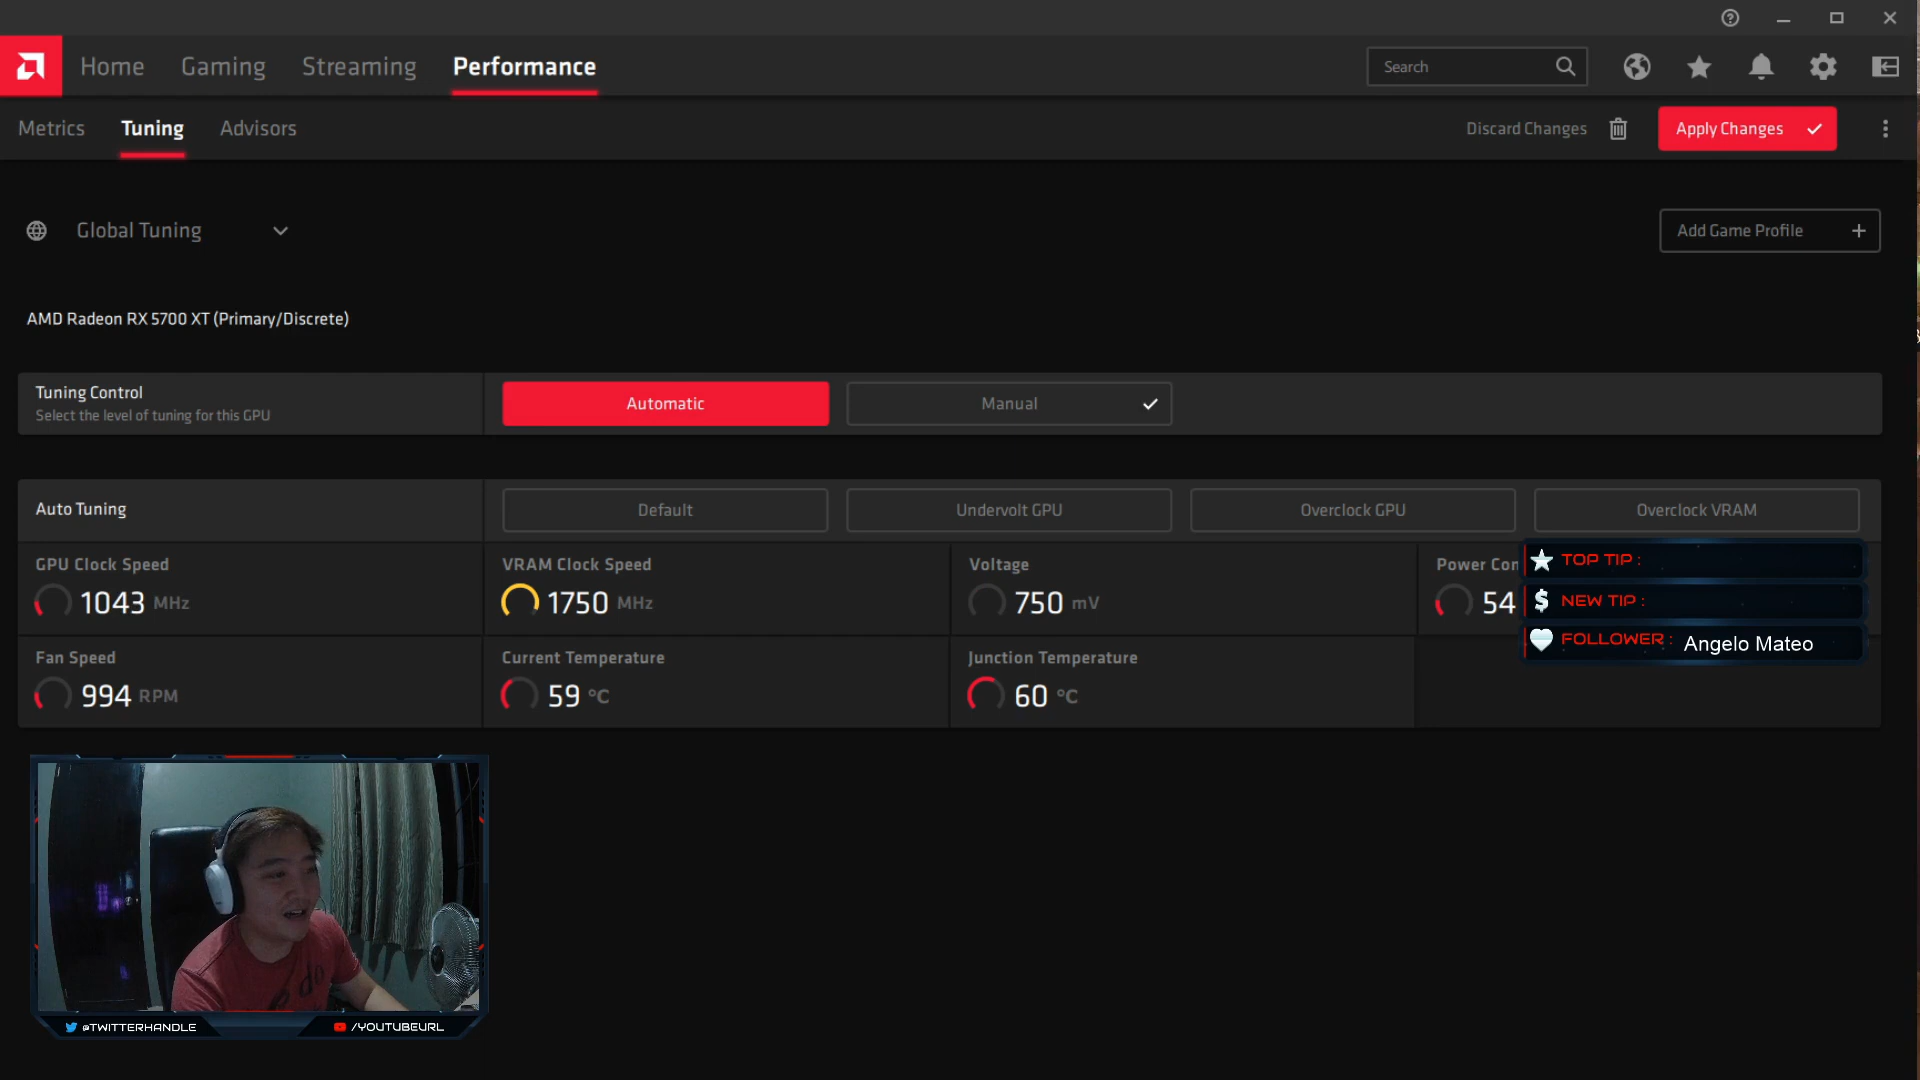 Home Gaming Streaming Performance Search
Metrics Tuning Advisors Discard Changes Apply Changes
Global Tuning Add Game Profile
AMD Radeon RX 5700 XT (Primary/Discrete)
Tuning Control
Select the level of tuning for this GPU
Automatic Manual
Auto Tuning Default Undervolt GPU Overclock GPU Overclock VRAM
GPU Clock Speed VRAM Clock Speed Voltage Power Con
1043 MHz 1750 MHz 750 mV 54
TOP TIP :
NEW TIP :
FOLLOWER : Angelo Mateo
Fan Speed Current Temperature Junction Temperature
994 RPM 59 °C 60 °C
@TWITTERHANDLE /YOUTUBEURL